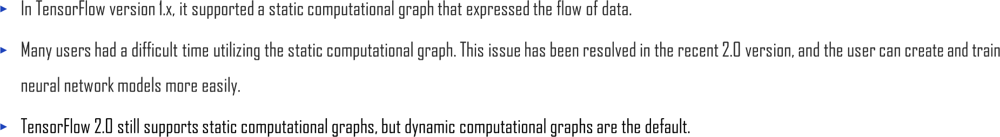 ▸ In TensorFlow version 1.x, it supported a static computational graph that expressed the flow of data.
▸ Many users had a difficult time utilizing the static computational graph. This issue has been resolved in the recent 2.0 version, and the user can create and train
neural network models more easily.
▸ TensorFlow 2.0 still supports static computational graphs, but dynamic computational graphs are the default.